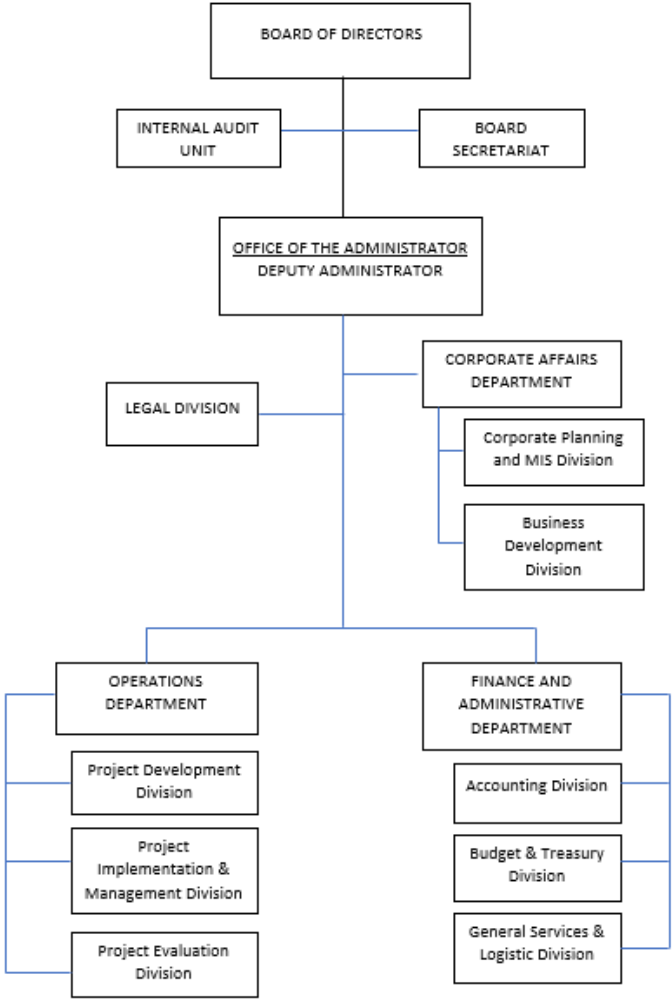 BOARD OF DIRECTORS
INTERNAL AUDIT
UNIT
BOARD
SECRETARIAT
OFFICE OF THE ADMINISTRATOR
DEPUTY ADMINISTRATOR
CORPORATE AFFAIRS
DEPARTMENT
LEGAL DIVISION
Corporate Planning
and MIS Division
Business
Development
Division
OPERATIONS
DEPARTMENT
Project Development
Division
Project
Implementation &
Management Division
Project Evaluation
Division
FINANCE AND
ADMINISTRATIVE
DEPARTMENT
Accounting Division
Budget & Treasury
Division
General Services &
Logistic Division